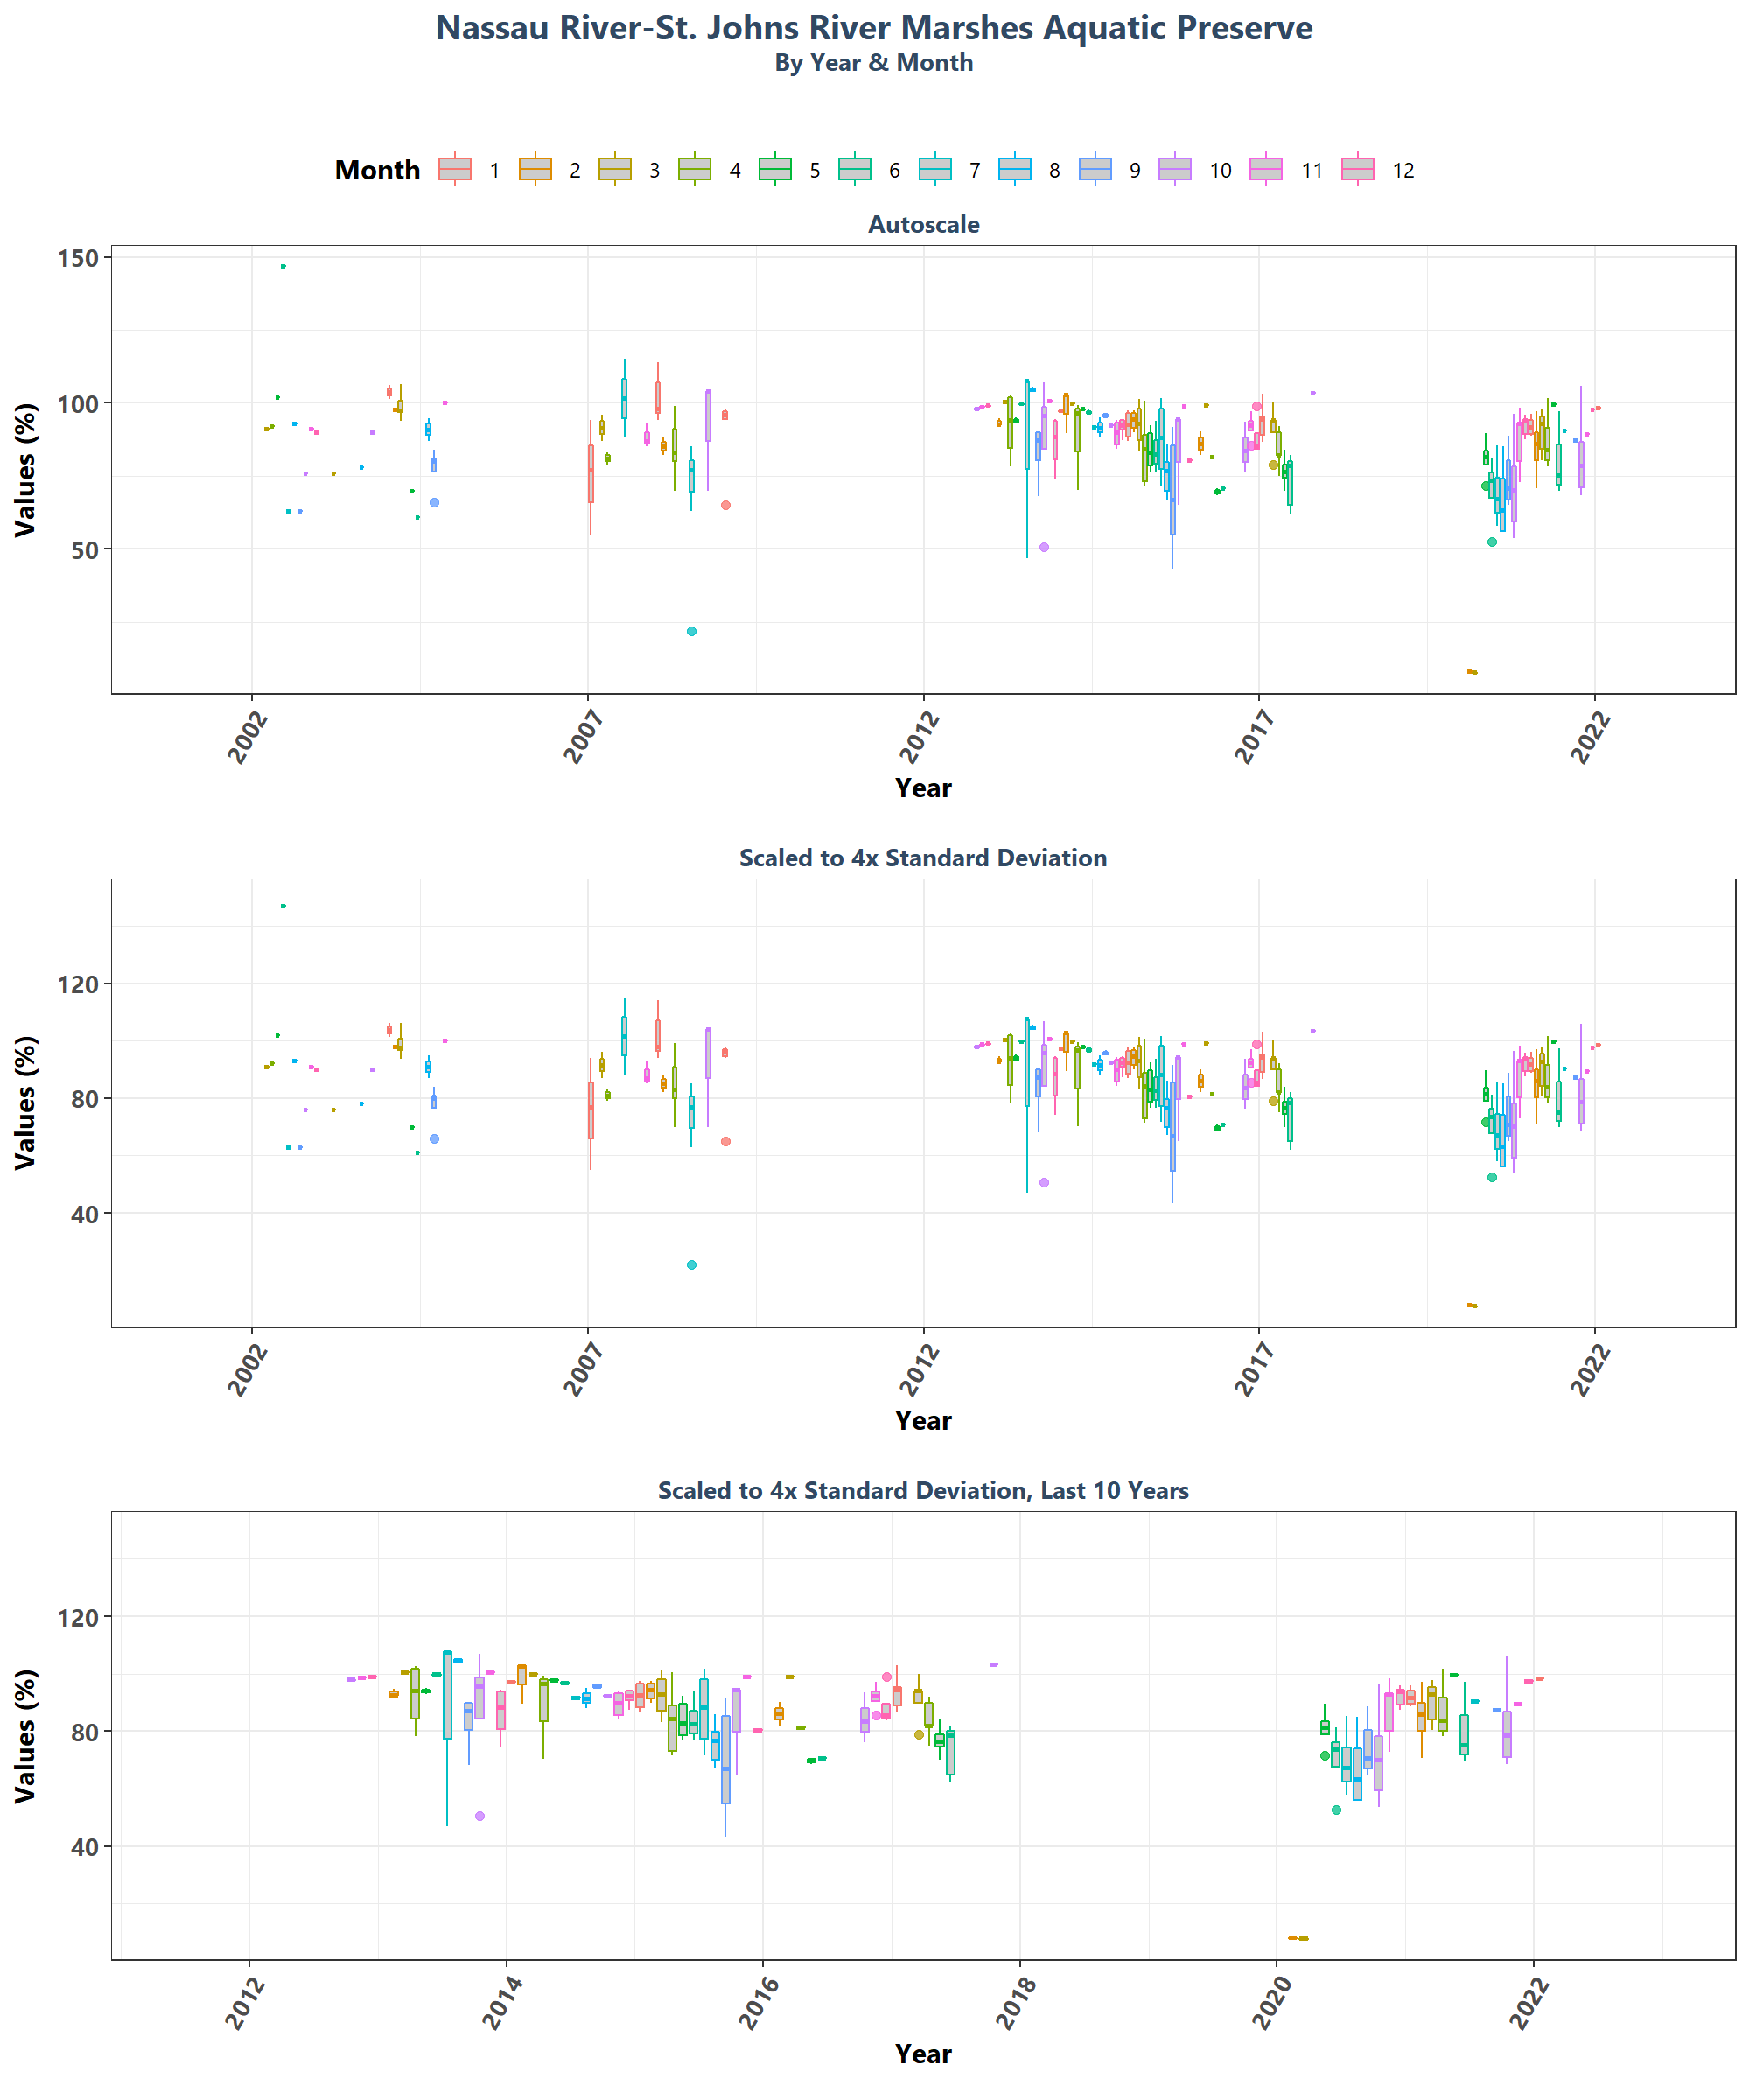 Nassau River-St. Johns River Marshes Aquatic Preserve
By Year & Month
Month 1 2 3 4 5 6 7 8 9 10 11 12
Autoscale
Values (%)
150
100
50
2002 2007 2012 2017 2022
Year
Scaled to 4x Standard Deviation
Values (%)
120
80
40
2002 2007 2012 2017 2022
Year
Scaled to 4x Standard Deviation, Last 10 Years
Values (%)
120
80
40
2012 2014 2016 2018 2020 2022
Year